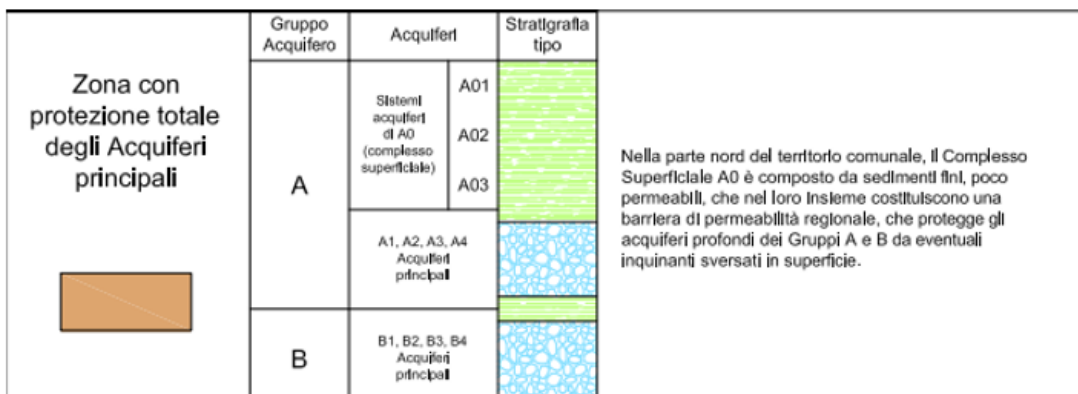 Zona con
protezione totale
degli Acquiferi
principali
Gruppo
Acquifero
Acquiferi
Stratigrafia
tipo
A
Sistemi
acquiferi
di A0
(complesso
superficiale)
A01
A02
A03
A1, A2, A3, A4
Acquiferi
principali
B
B1, B2, B3, B4
Acquiferi
principali
Nella parte nord del territorio comunale, il Complesso
Superficiale A0 è composto da sedimenti fini, poco
permeabili, che nel loro insieme costituiscono una
barriera di permeabilità regionale, che protegge gli
acquiferi profondi dei Gruppi A e B da eventuali
inquinanti sversati in superficie.